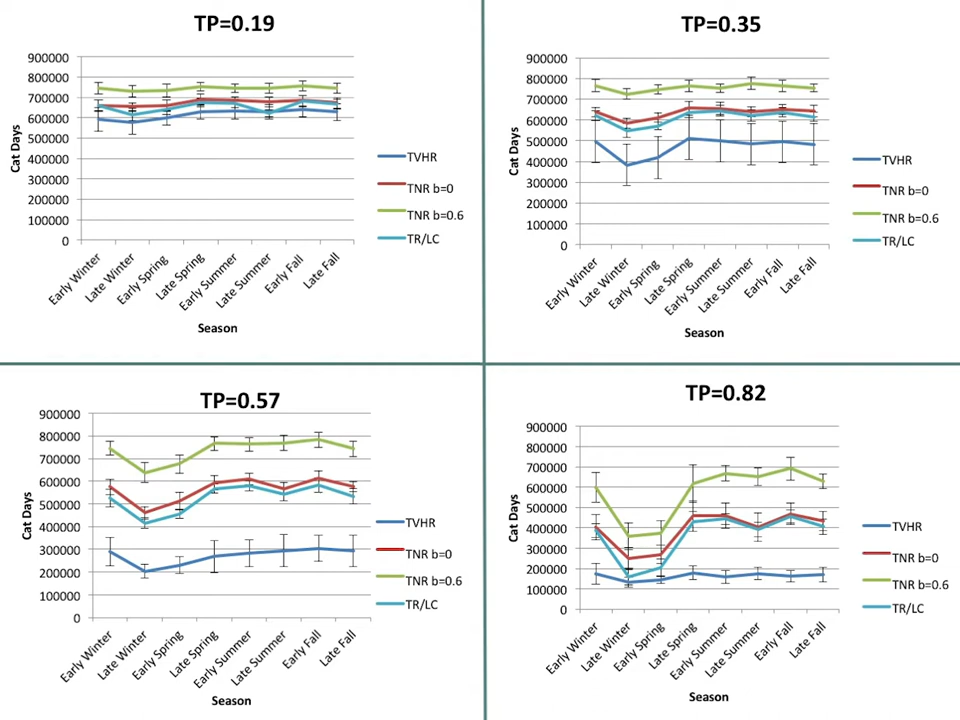 TP=0.19
900000
800000
700000
600000
500000
400000
300000
200000
100000
0
Cat Days
Early Winter
Late Winter
Early Spring
Late Spring
Early Summer
Late Summer
Early Fall
Late Fall
Season
TVHR
TNR b=0
TNR b=0.6
TR/LC
TP=0.35
900000
800000
700000
600000
500000
400000
300000
200000
100000
0
Cat Days
Early Winter
Late Winter
Early Spring
Late Spring
Early Summer
Late Summer
Early Fall
Late Fall
Season
TVHR
TNR b=0
TNR b=0.6
TR/LC
TP=0.57
900000
800000
700000
600000
500000
400000
300000
200000
100000
0
Cat Days
Early Winter
Late Winter
Early Spring
Late Spring
Early Summer
Late Summer
Early Fall
Late Fall
Season
TVHR
TNR b=0
TNR b=0.6
TR/LC
TP=0.82
900000
800000
700000
600000
500000
400000
300000
200000
100000
0
Cat Days
Early Winter
Late Winter
Early Spring
Late Spring
Early Summer
Late Summer
Early Fall
Late Fall
Season
TVHR
TNR b=0
TNR b=0.6
TR/LC